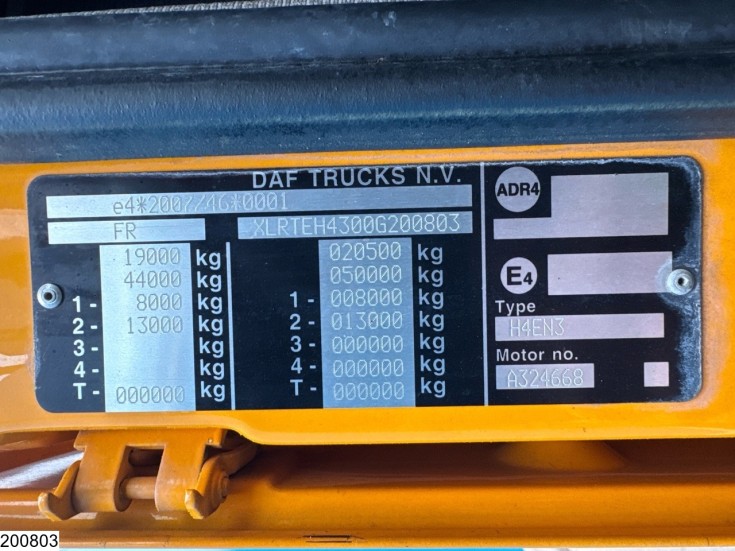 DAF TRUCKS N.V.
e4*2007/46*0001
FR XLRTEH4300G200803
19000 kg 020500 kg
44000 kg 050000 kg
1- 8000 kg 1- 008000 kg
2- 13000 kg 2- 013000 kg
3- kg 3- 000000 kg
4- kg 4- 000000 kg
T- 000000 kg T- 000000 kg
ADR4
E4
Type
H4EN3
Motor no.
A324668
200803